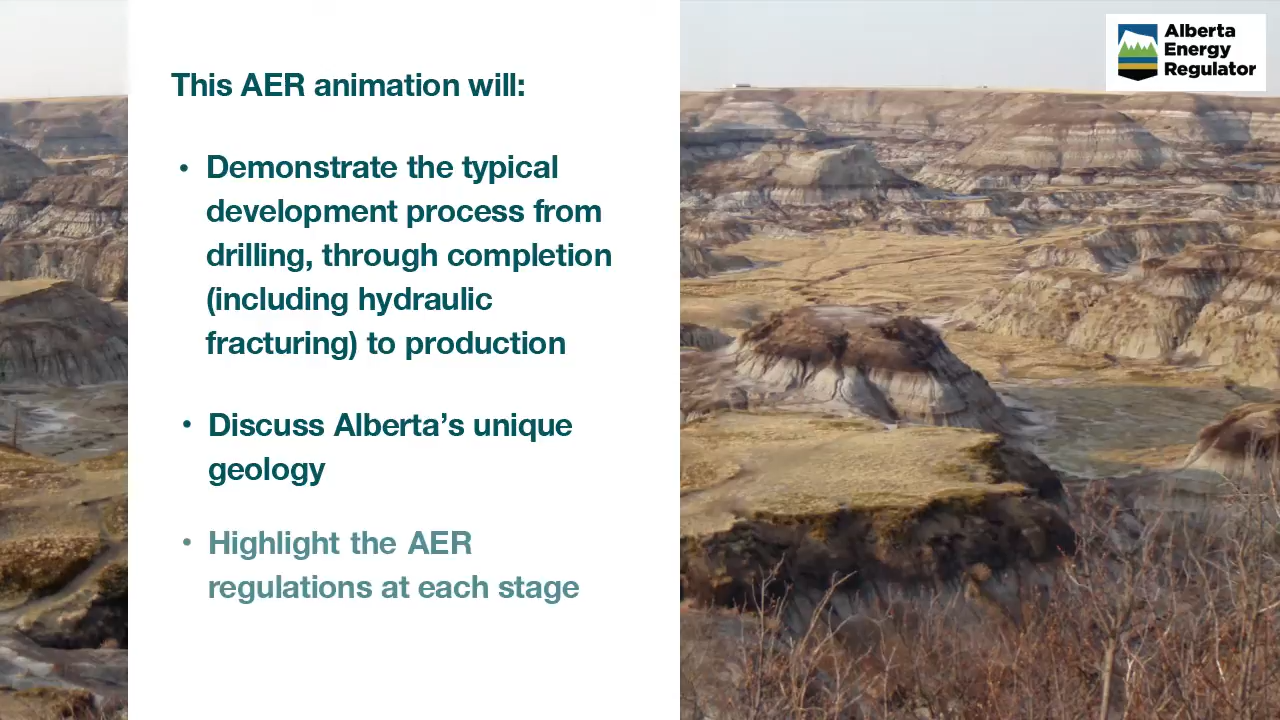 This AER animation will:
• Demonstrate the typical
development process from
drilling, through completion
(including hydraulic
fracturing) to production
• Discuss Alberta’s unique
geology
• Highlight the AER
regulations at each stage
Alberta
Energy
Regulator